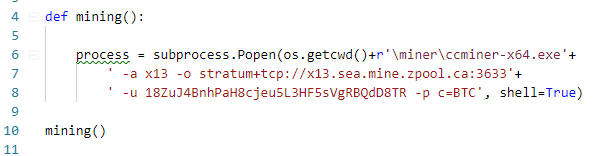 4 def mining():
5
6 process = subprocess.Popen(os.getcwd()+r'\miner\ccminer-x64.exe'+
7 ' -a x13 -o stratum+tcp://x13.sea.mine.zpool.ca:3633'+
8 ' -u 18ZuJ4BnhPaH8cjeu5L3HF5sVgRBQdD8TR -p c=BTC', shell=True)
9
10 mining()
11